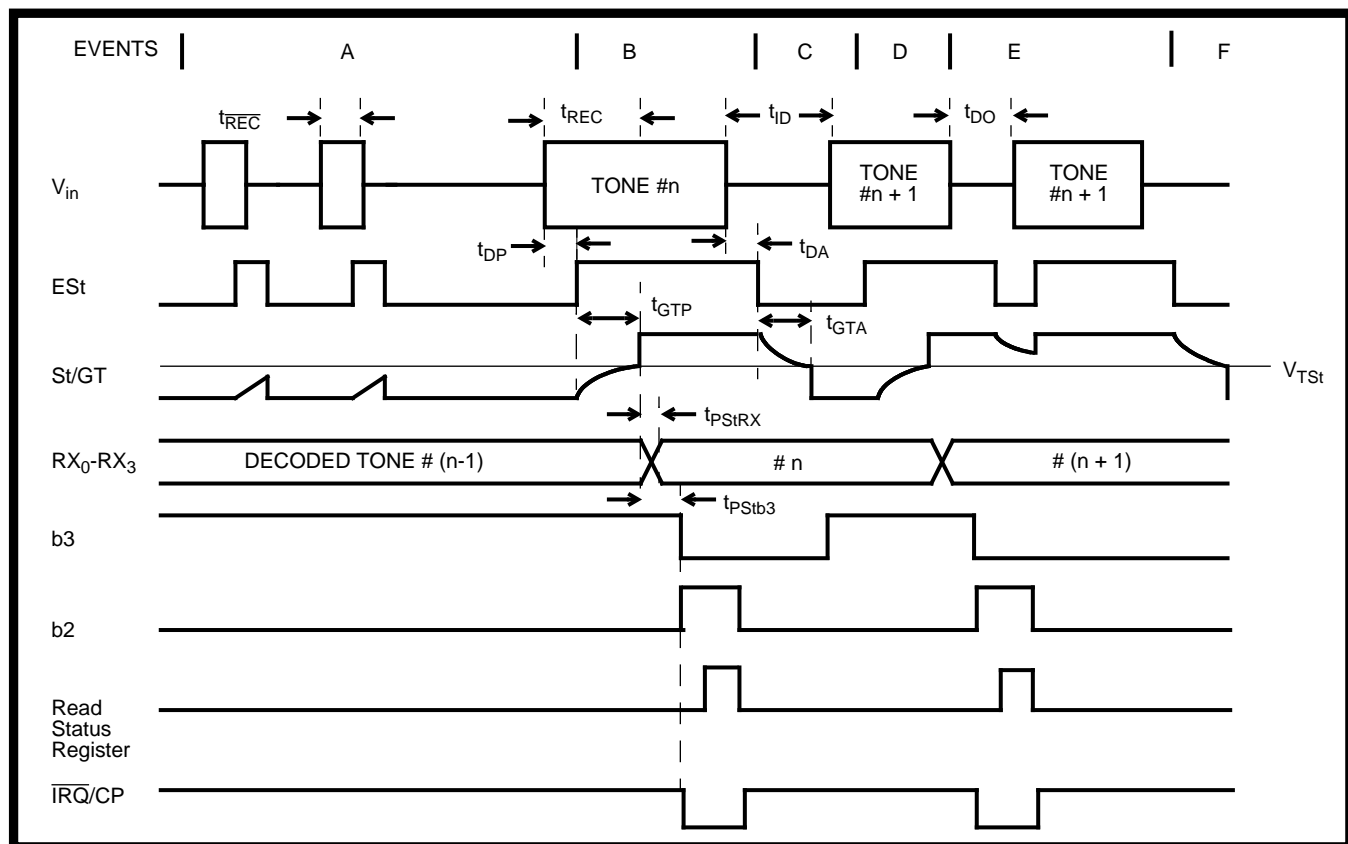 EVENTS A B C D E F
tREC tREC tID tDO
Vin TONE #n TONE #n + 1 TONE #n + 1
tDP tDA
ESt
tGTP tGTA
St/GT VTSt
tPStRX
RX0-RX3 DECODED TONE # (n-1) # n # (n + 1)
tPStb3
b3
b2
Read
Status
Register
IRQ/CP